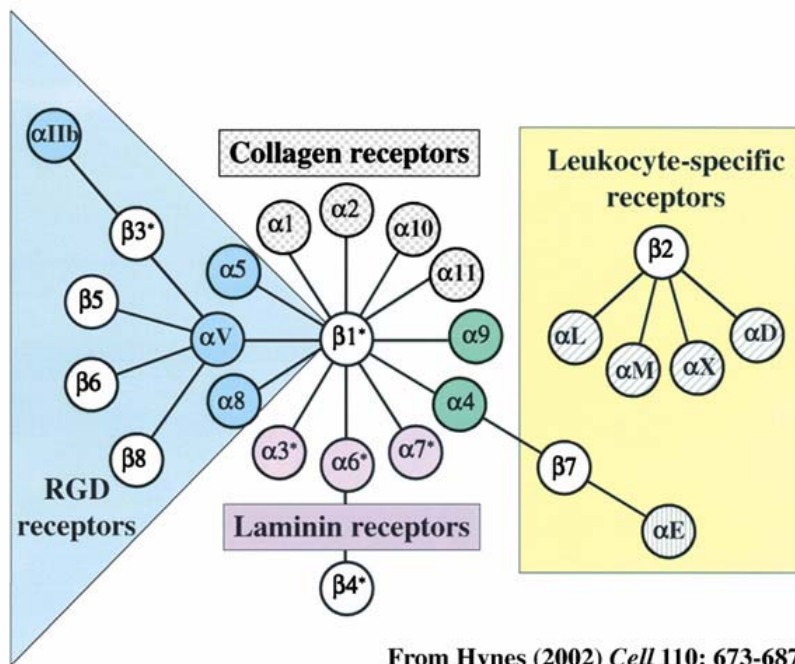 αIIb
Collagen receptors
Leukocyte-specific
receptors
α2
α1
α10
β3*
β2
α5
α11
β5
αV
β1*
α9
αL
αD
αM
αX
β6
α8
α4
β8
α3*
α6*
α7*
β7
RGD
receptors
Laminin receptors
αE
β4*
From Hynes (2002) Cell 110: 673-687